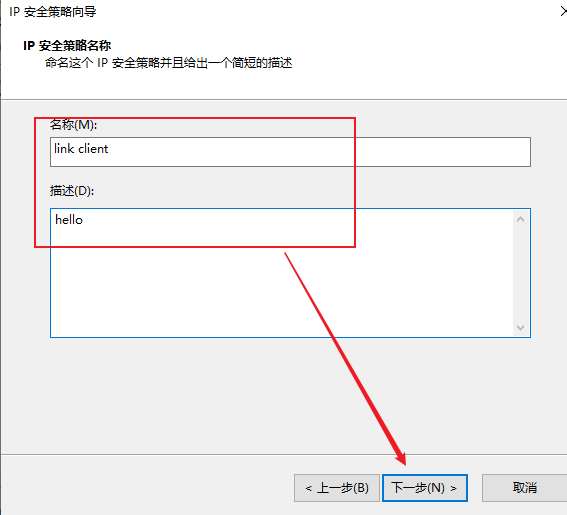 IP 安全策略向导
IP 安全策略名称
命名这个 IP 安全策略并且给出一个简短的描述
名称(M):
link client
描述(D):
hello
< 上一步(B)
下一步(N) >
取消